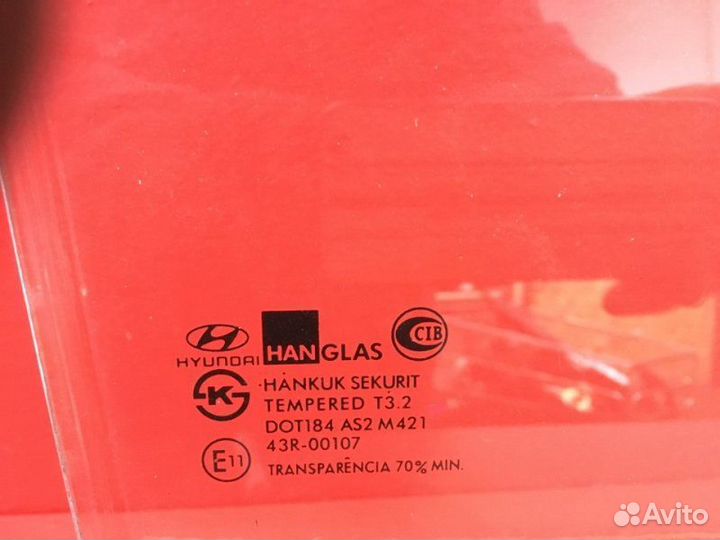 HYUNDAI HANGLAS CIB
K ·HANKUK SEKURIT
TEMPERED T3.2
DOT184 AS2 M421
43R-00107
E11 TRANSPARÊNCIA 70% MIN.
Avito